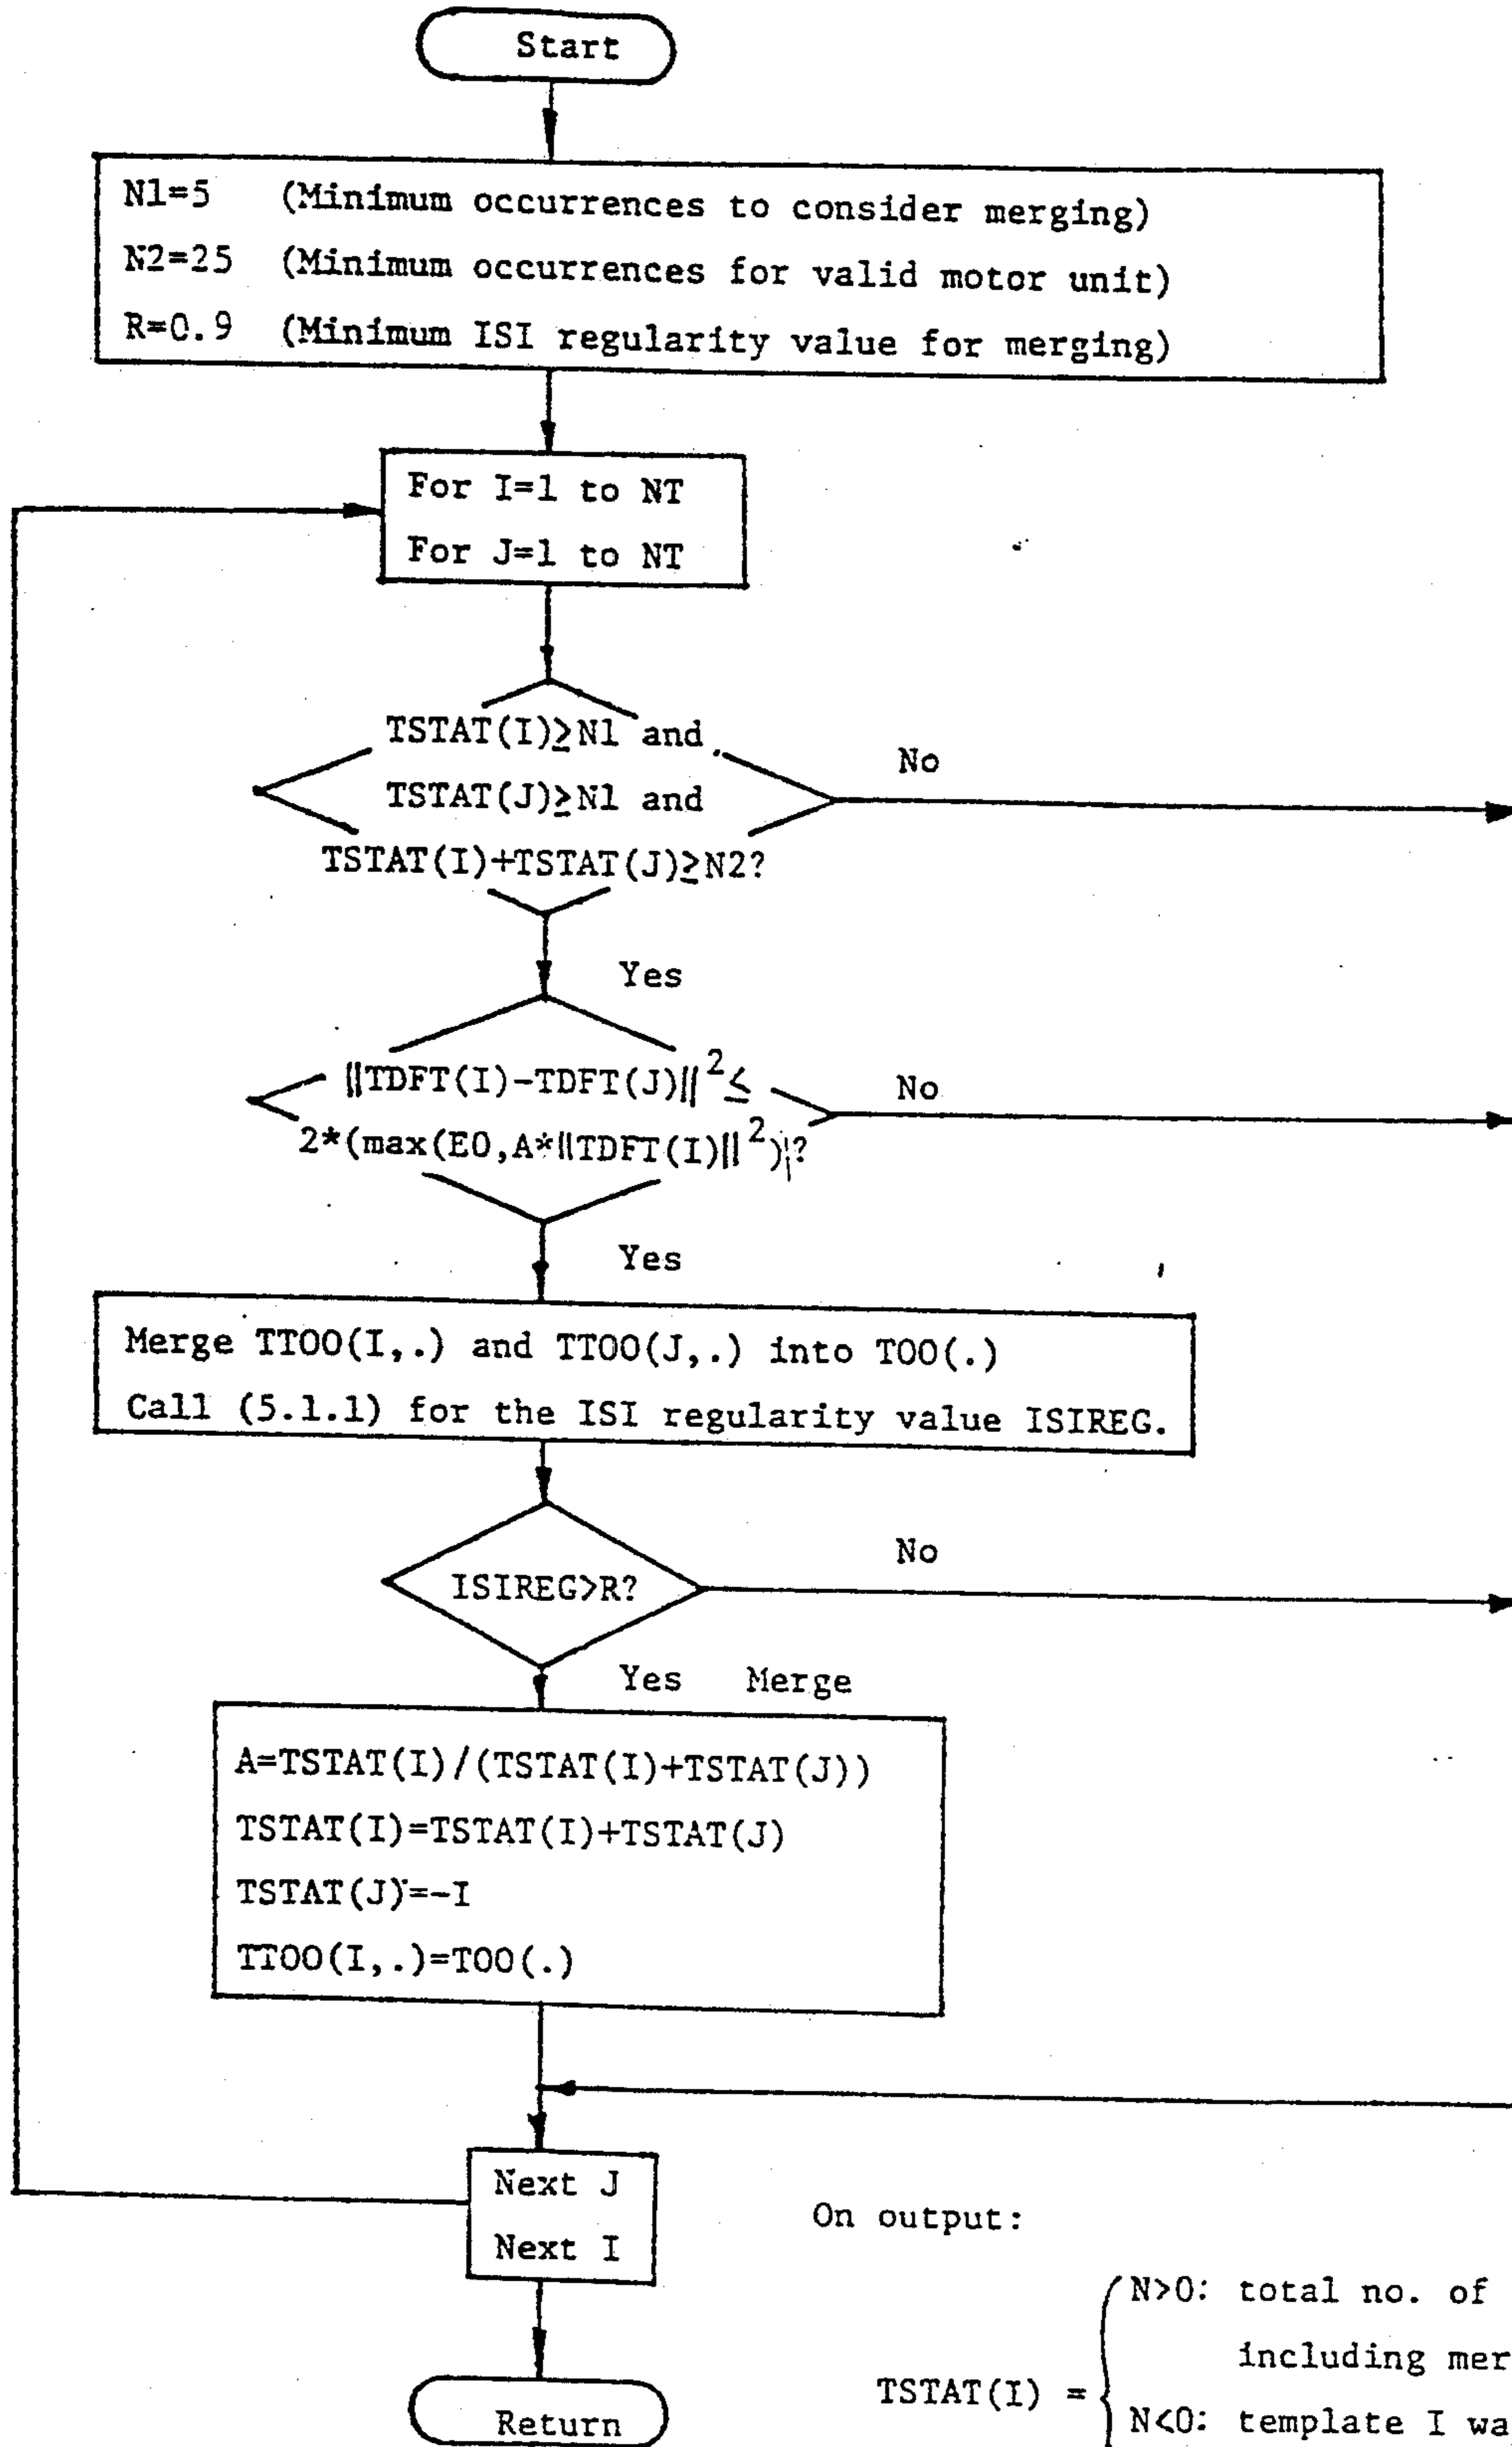 Start
N1=5 (Minimum occurrences to consider merging)
N2=25 (Minimum occurrences for valid motor unit)
R=0.9 (Minimum ISI regularity value for merging)
For I=1 to NT
For J=1 to NT
TSTAT(I)≥N1 and
No
TSTAT(J)≥N1 and
TSTAT(I)+TSTAT(J)≥N2?
Yes
||TDFT(I)-TDFT(J)||²≤
No
2*(max(E0,A*||TDFT(I)||²)?
Yes
Merge TTOO(I,.) and TTOO(J,.) into TOO(.)
Call (5.1.1) for the ISI regularity value ISIREG.
No
ISIREG>R?
Yes Merge
A=TSTAT(I)/(TSTAT(I)+TSTAT(J))
TSTAT(I)=TSTAT(I)+TSTAT(J)
TSTAT(J)=-I
TTOO(I,.)=TOO(.)
Next J
Next I
On output:
N>0: total no. of
including mer
TSTAT(I) =
N<0: template I wa
Return